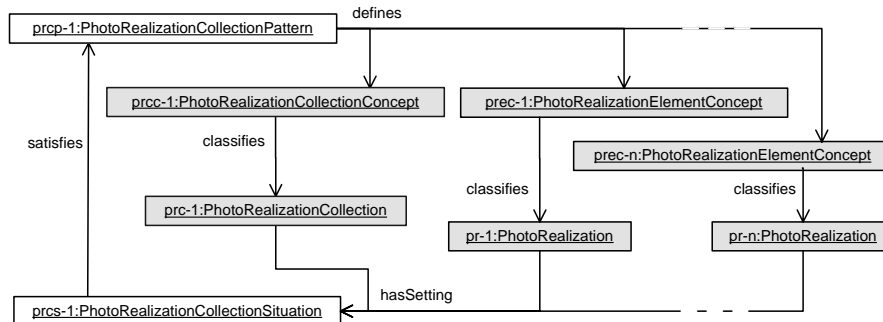 defines
prcp-1:PhotoRealizationCollectionPattern
prcc-1:PhotoRealizationCollectionConcept
prec-1:PhotoRealizationElementConcept
satisfies
classifies
prec-n:PhotoRealizationElementConcept
classifies
classifies
prc-1:PhotoRealizationCollection
pr-1:PhotoRealization
pr-n:PhotoRealization
hasSetting
prcs-1:PhotoRealizationCollectionSituation